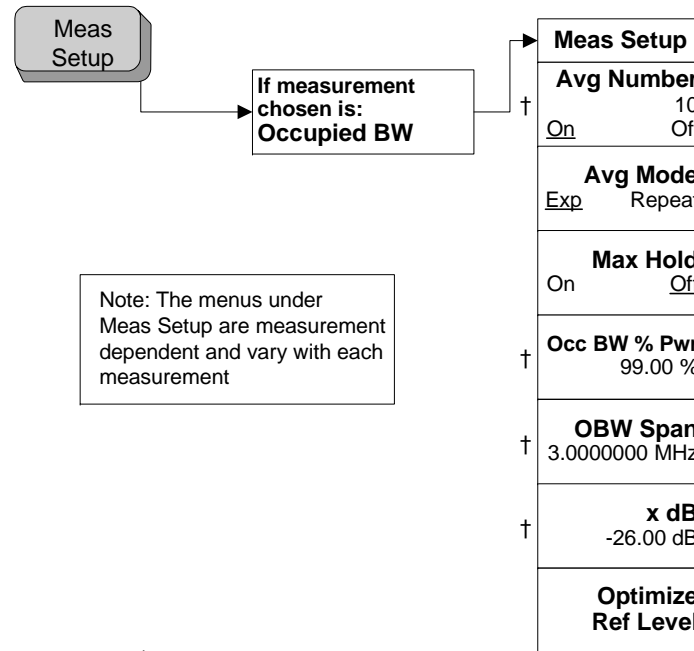 Meas
Setup
If measurement
chosen is:
Occupied BW
Note: The menus under
Meas Setup are measurement
dependent and vary with each
measurement
Meas Setup
†
Avg Number
10
On Of
Avg Mode
Exp Repeat
Max Hold
On Off
†
Occ BW % Pwr
99.00 %
†
OBW Span
3.0000000 MHz
†
x dB
-26.00 dB
Optimize
Ref Level